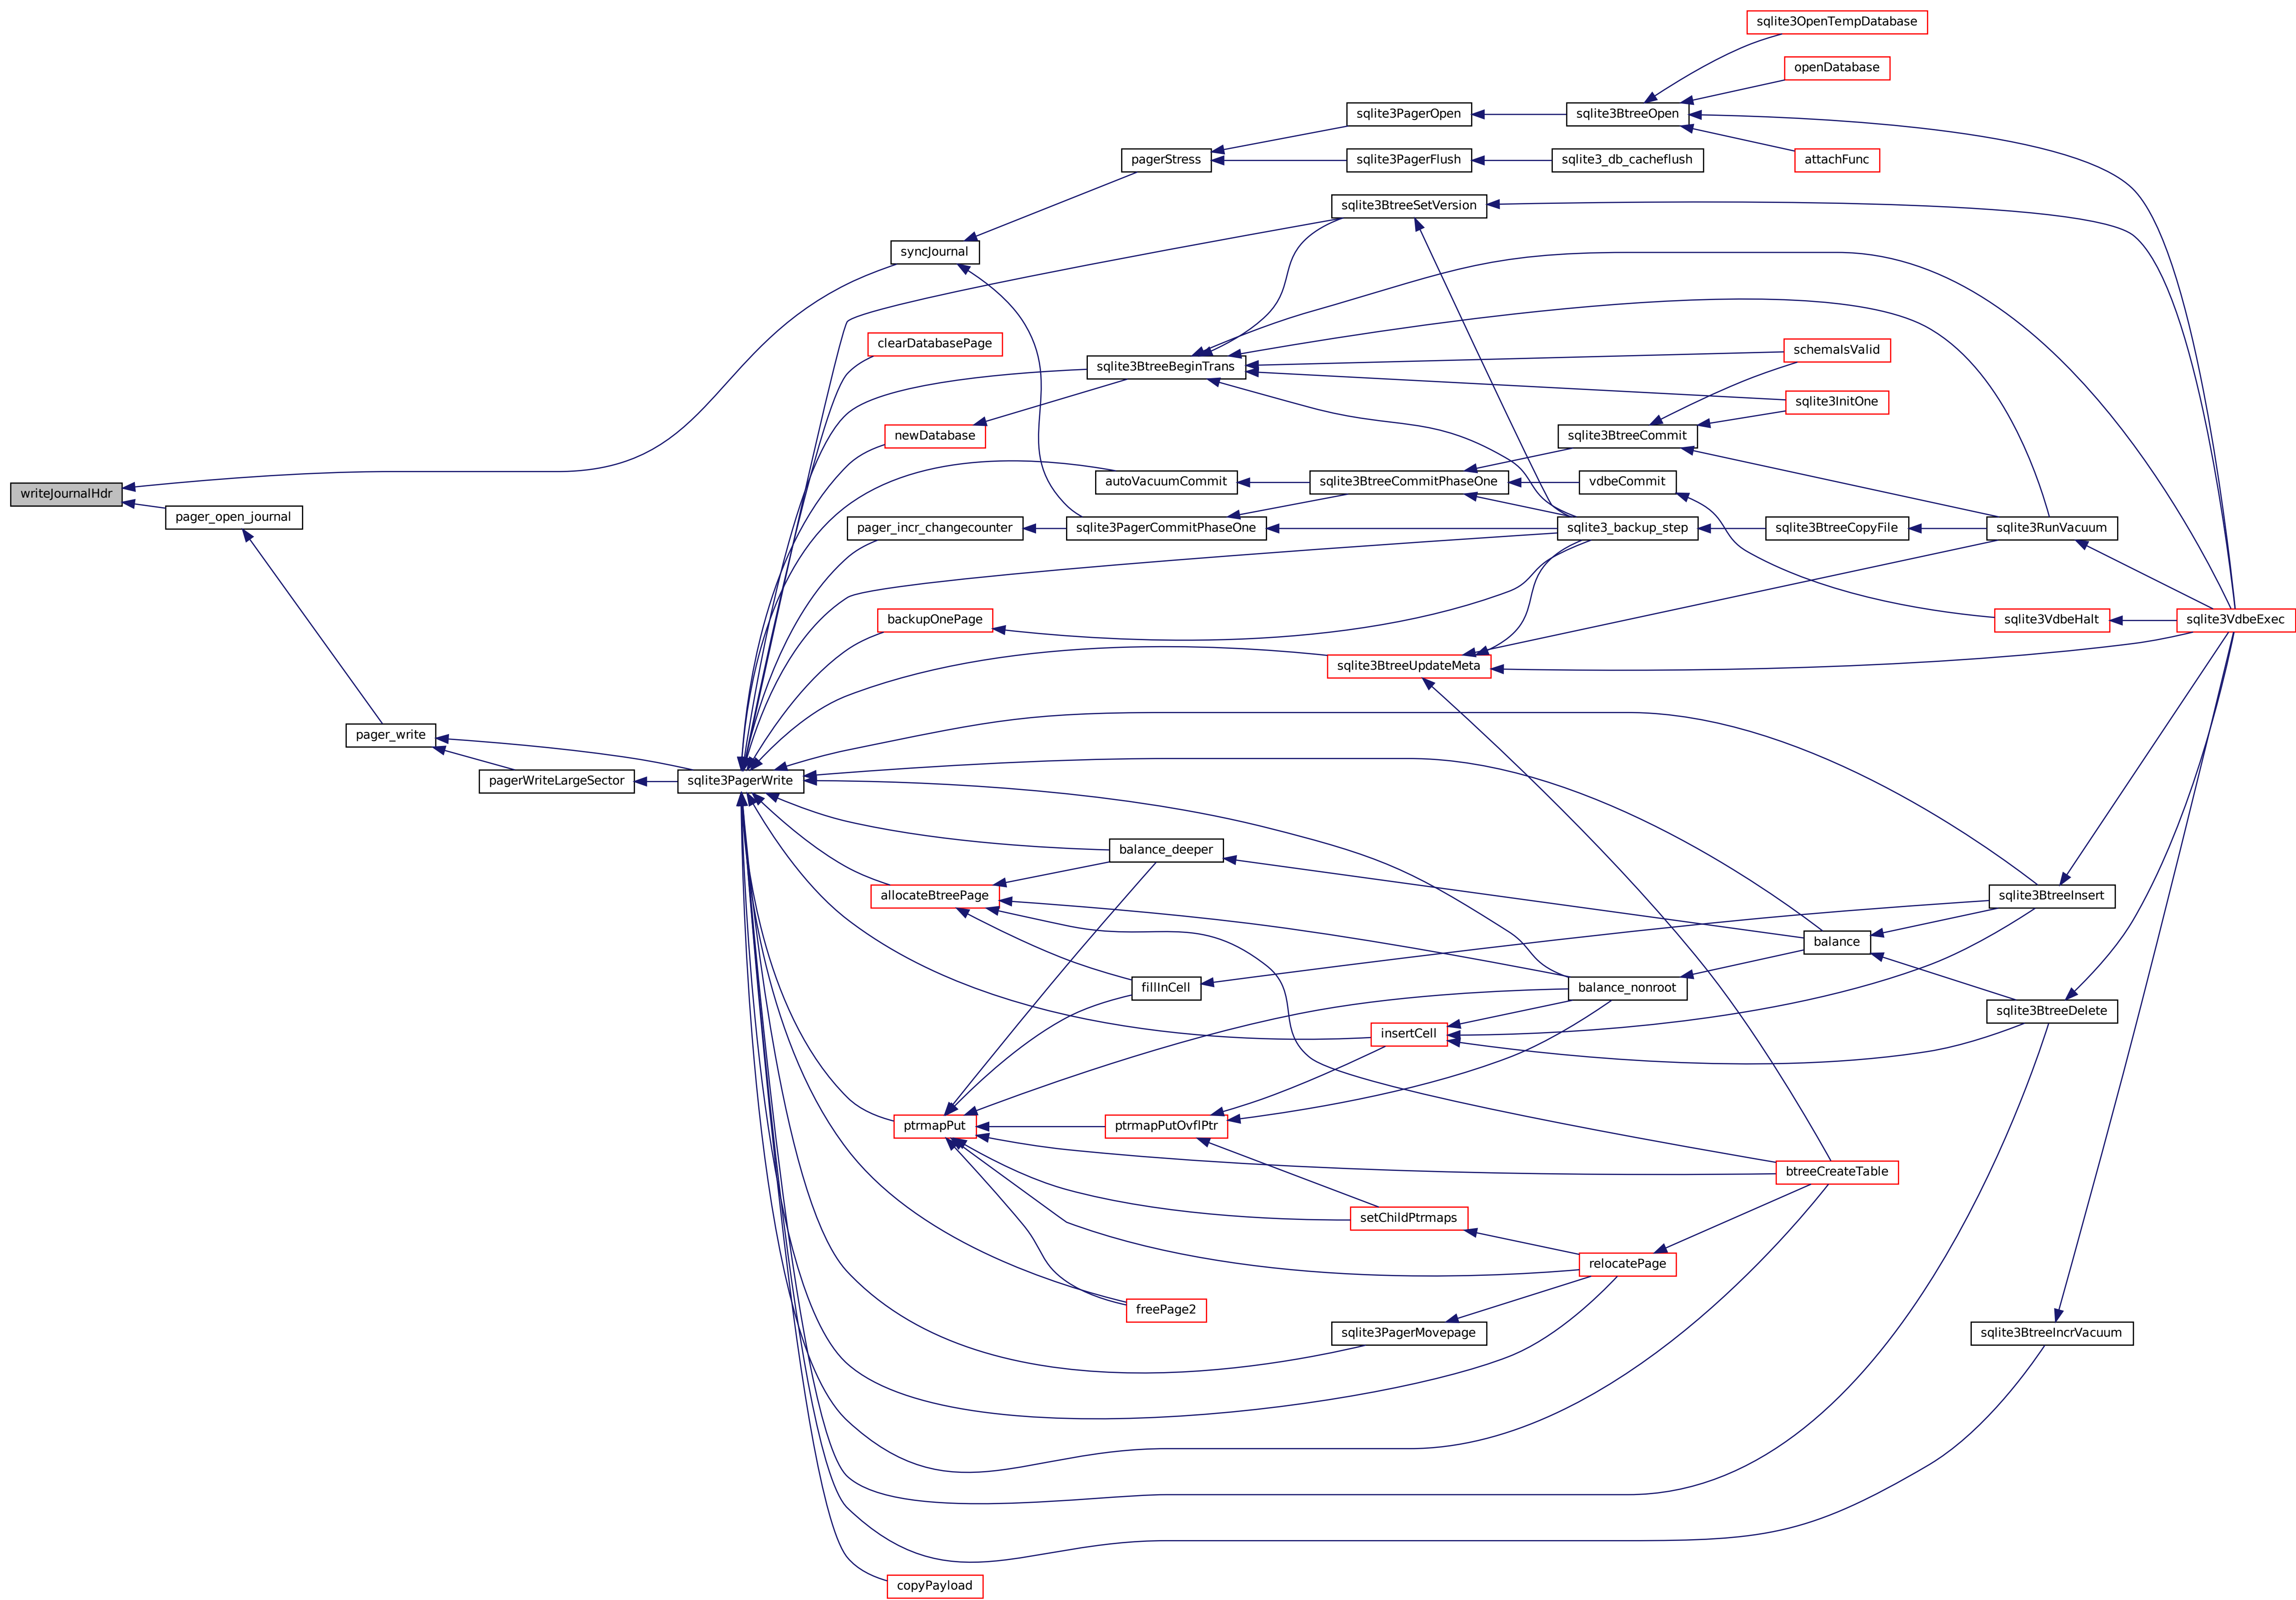 sqlite3OpenTempDatabase
openDatabase
sqlite3PagerOpen
sqlite3BtreeOpen
pagerStress
sqlite3PagerFlush
sqlite3_db_cacheflush
attachFunc
sqlite3BtreeSetVersion
syncJournal
clearDatabasePage
schemaIsValid
sqlite3BtreeBeginTrans
sqlite3InitOne
newDatabase
sqlite3BtreeCommit
autoVacuumCommit
sqlite3BtreeCommitPhaseOne
vdbeCommit
writeJournalHdr
pager_open_journal
pager_incr_changecounter
sqlite3PagerCommitPhaseOne
sqlite3_backup_step
sqlite3BtreeCopyFile
sqlite3RunVacuum
backupOnePage
sqlite3VdbeHalt
sqlite3VdbeExec
sqlite3BtreeUpdateMeta
pager_write
pagerWriteLargeSector
sqlite3PagerWrite
balance_deeper
allocateBtreePage
sqlite3BtreeInsert
balance
fillInCell
balance_nonroot
sqlite3BtreeDelete
insertCell
ptrmapPut
ptrmapPutOvflPtr
btreeCreateTable
setChildPtrmaps
relocatePage
freePage2
sqlite3PagerMovepage
sqlite3BtreeIncrVacuum
copyPayload